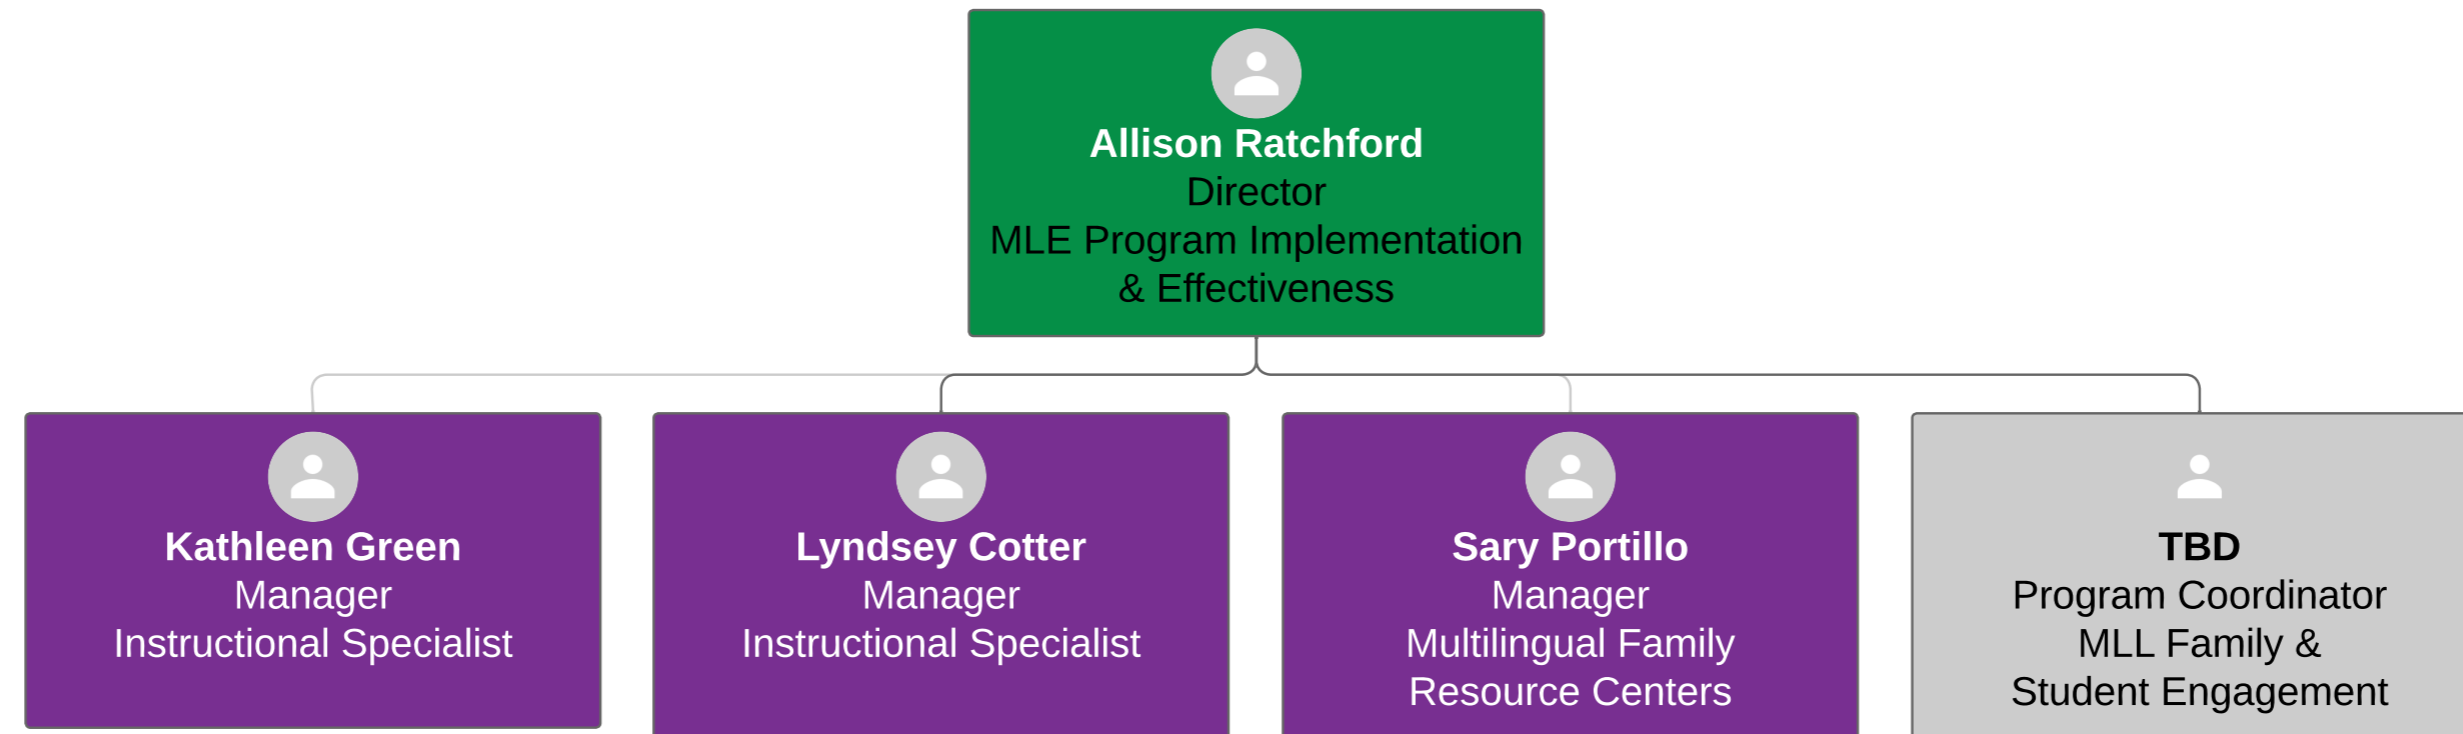 Allison Ratchford
Director
MLE Program Implementation
& Effectiveness
Kathleen Green
Manager
Instructional Specialist
Lyndsey Cotter
Manager
Instructional Specialist
Sary Portillo
Manager
Multilingual Family
Resource Centers
TBD
Program Coordinator
MLL Family &
Student Engagement